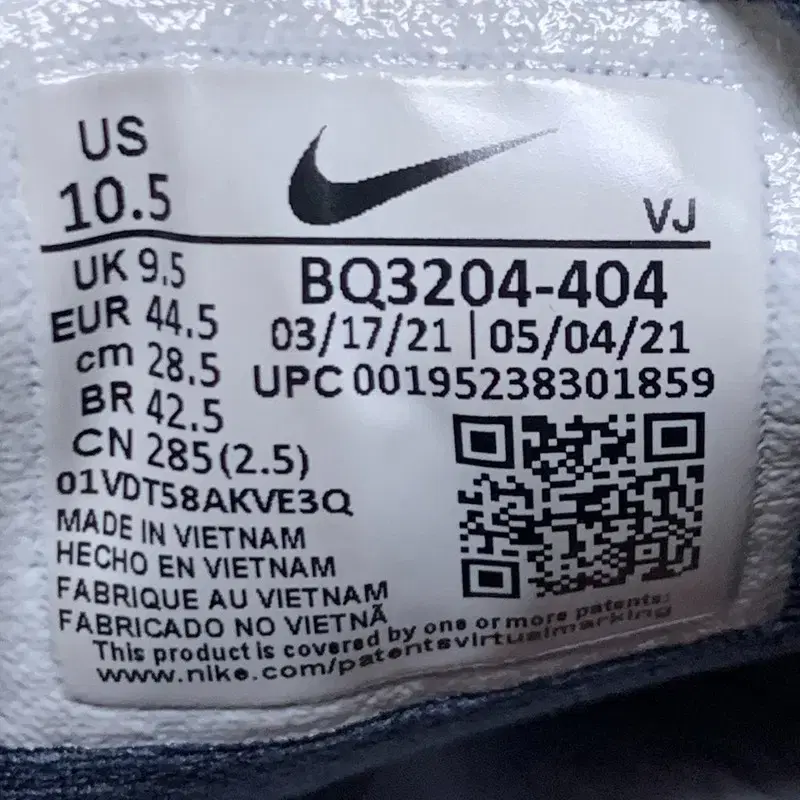 US
10.5
VJ
UK 9.5
EUR 44.5
cm 28.5
BR 42.5
CN 285(2.5)
BQ3204-404
03/17/21 | 05/04/21
UPC 00195238301859
01VDT58AKVE3Q
MADE IN VIETNAM
HECHO EN VIETNAM
FABRIQUE AU VIETNAM
FABRICADO NO VIETNÃ
This product is covered by one or more patents:
www.nike.com/patentsvirtualmarking